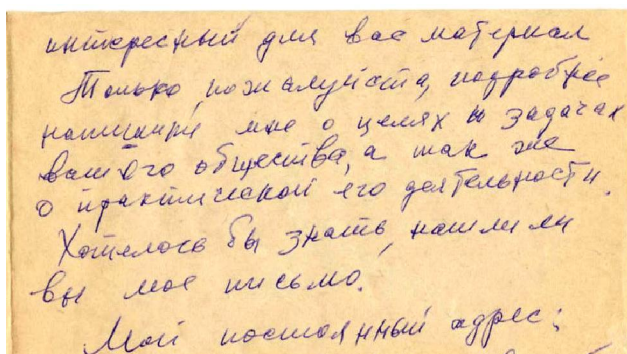 интересный для вас материал
Только, пожалуйста, подробнее
напишите мне о целях и задачах
вашего общества, а так же
о практической его деятельности.
Хотелось бы знать, нашли ли
вы мое письмо.
Мой постоянный адрес: